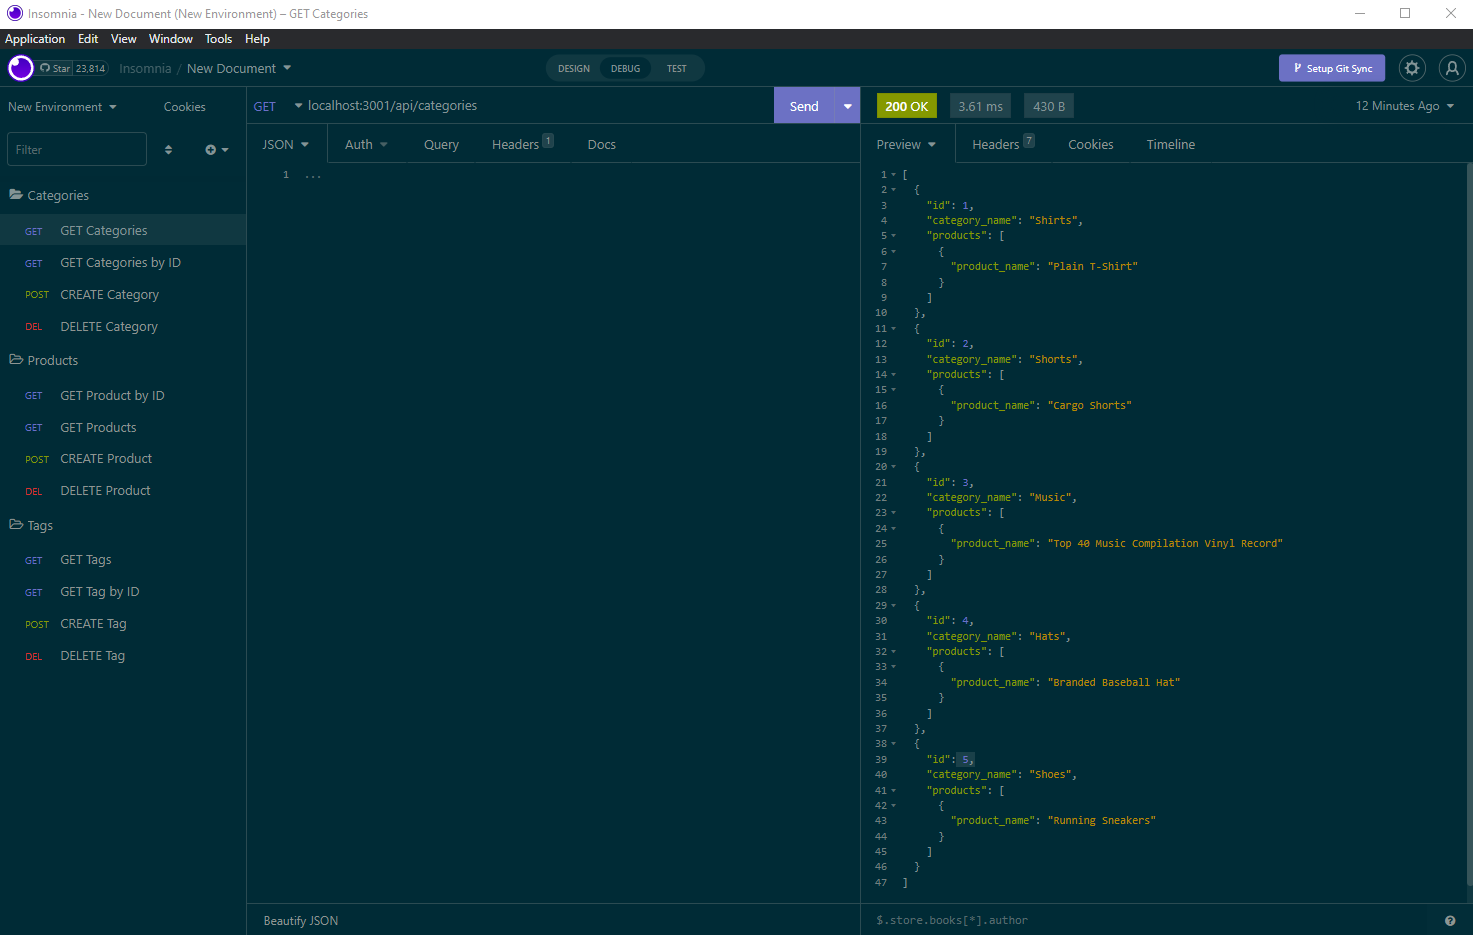 Insomnia - New Document (New Environment) – GET Categories
Application Edit View Window Tools Help
Star 23,814 Insomnia / New Document
DESIGN DEBUG TEST
Setup Git Sync
New Environment Cookies
Filter
Categories
GET GET Categories
GET GET Categories by ID
POST CREATE Category
DEL DELETE Category
Products
GET GET Product by ID
GET GET Products
POST CREATE Product
DEL DELETE Product
Tags
GET GET Tags
GET GET Tag by ID
POST CREATE Tag
DEL DELETE Tag
GET localhost:3001/api/categories Send
JSON Auth Query Headers 1 Docs
1 ...
Beautify JSON
200 OK 3.61 ms 430 B 12 Minutes Ago
Preview Headers 7 Cookies Timeline
1 [
2 {
3 "id": 1,
4 "category_name": "Shirts",
5 "products": [
6 {
7 "product_name": "Plain T-Shirt"
8 }
9 ]
10 },
11 {
12 "id": 2,
13 "category_name": "Shorts",
14 "products": [
15 {
16 "product_name": "Cargo Shorts"
17 }
18 ]
19 },
20 {
21 "id": 3,
22 "category_name": "Music",
23 "products": [
24 {
25 "product_name": "Top 40 Music Compilation Vinyl Record"
26 }
27 ]
28 },
29 {
30 "id": 4,
31 "category_name": "Hats",
32 "products": [
33 {
34 "product_name": "Branded Baseball Hat"
35 }
36 ]
37 },
38 {
39 "id": 5,
40 "category_name": "Shoes",
41 "products": [
42 {
43 "product_name": "Running Sneakers"
44 }
45 ]
46 }
47 ]
$.store.books[*].author